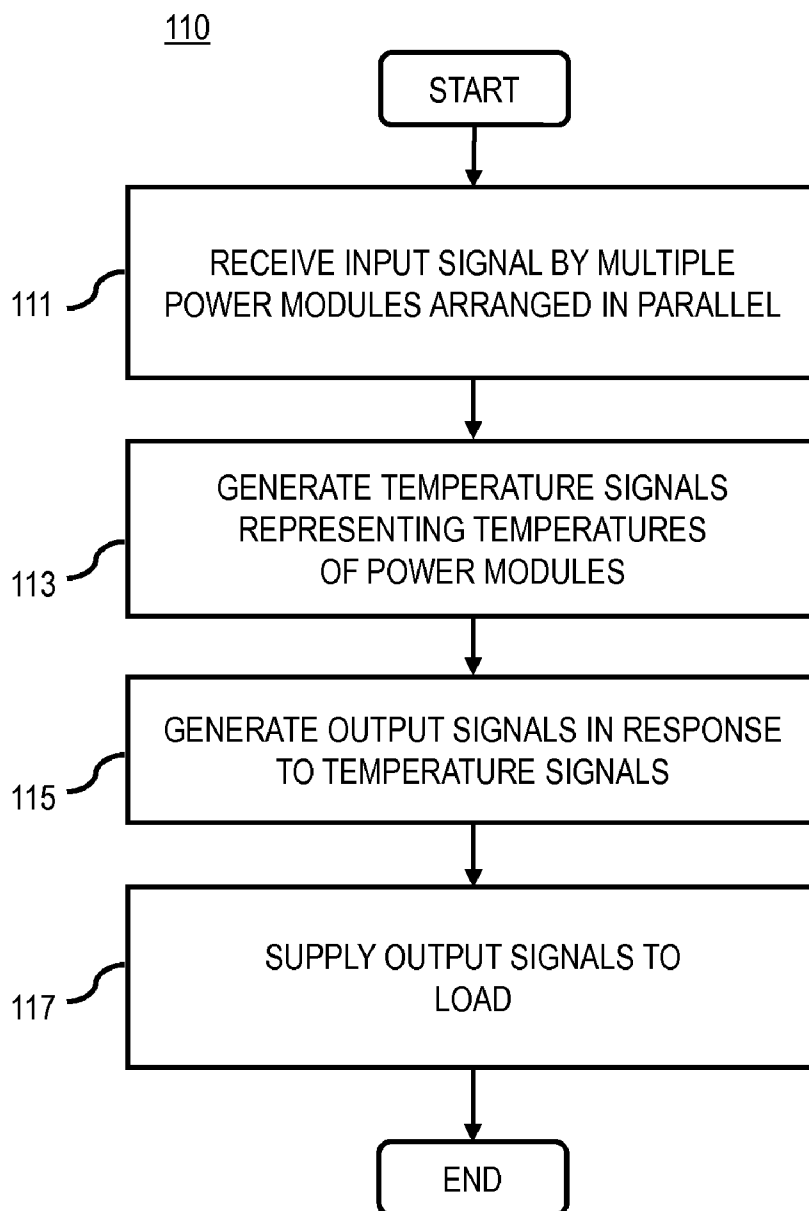 110
START
RECEIVE INPUT SIGNAL BY MULTIPLE
POWER MODULES ARRANGED IN PARALLEL
111
GENERATE TEMPERATURE SIGNALS
REPRESENTING TEMPERATURES
OF POWER MODULES
113
GENERATE OUTPUT SIGNALS IN RESPONSE
TO TEMPERATURE SIGNALS
115
SUPPLY OUTPUT SIGNALS TO
LOAD
117
END